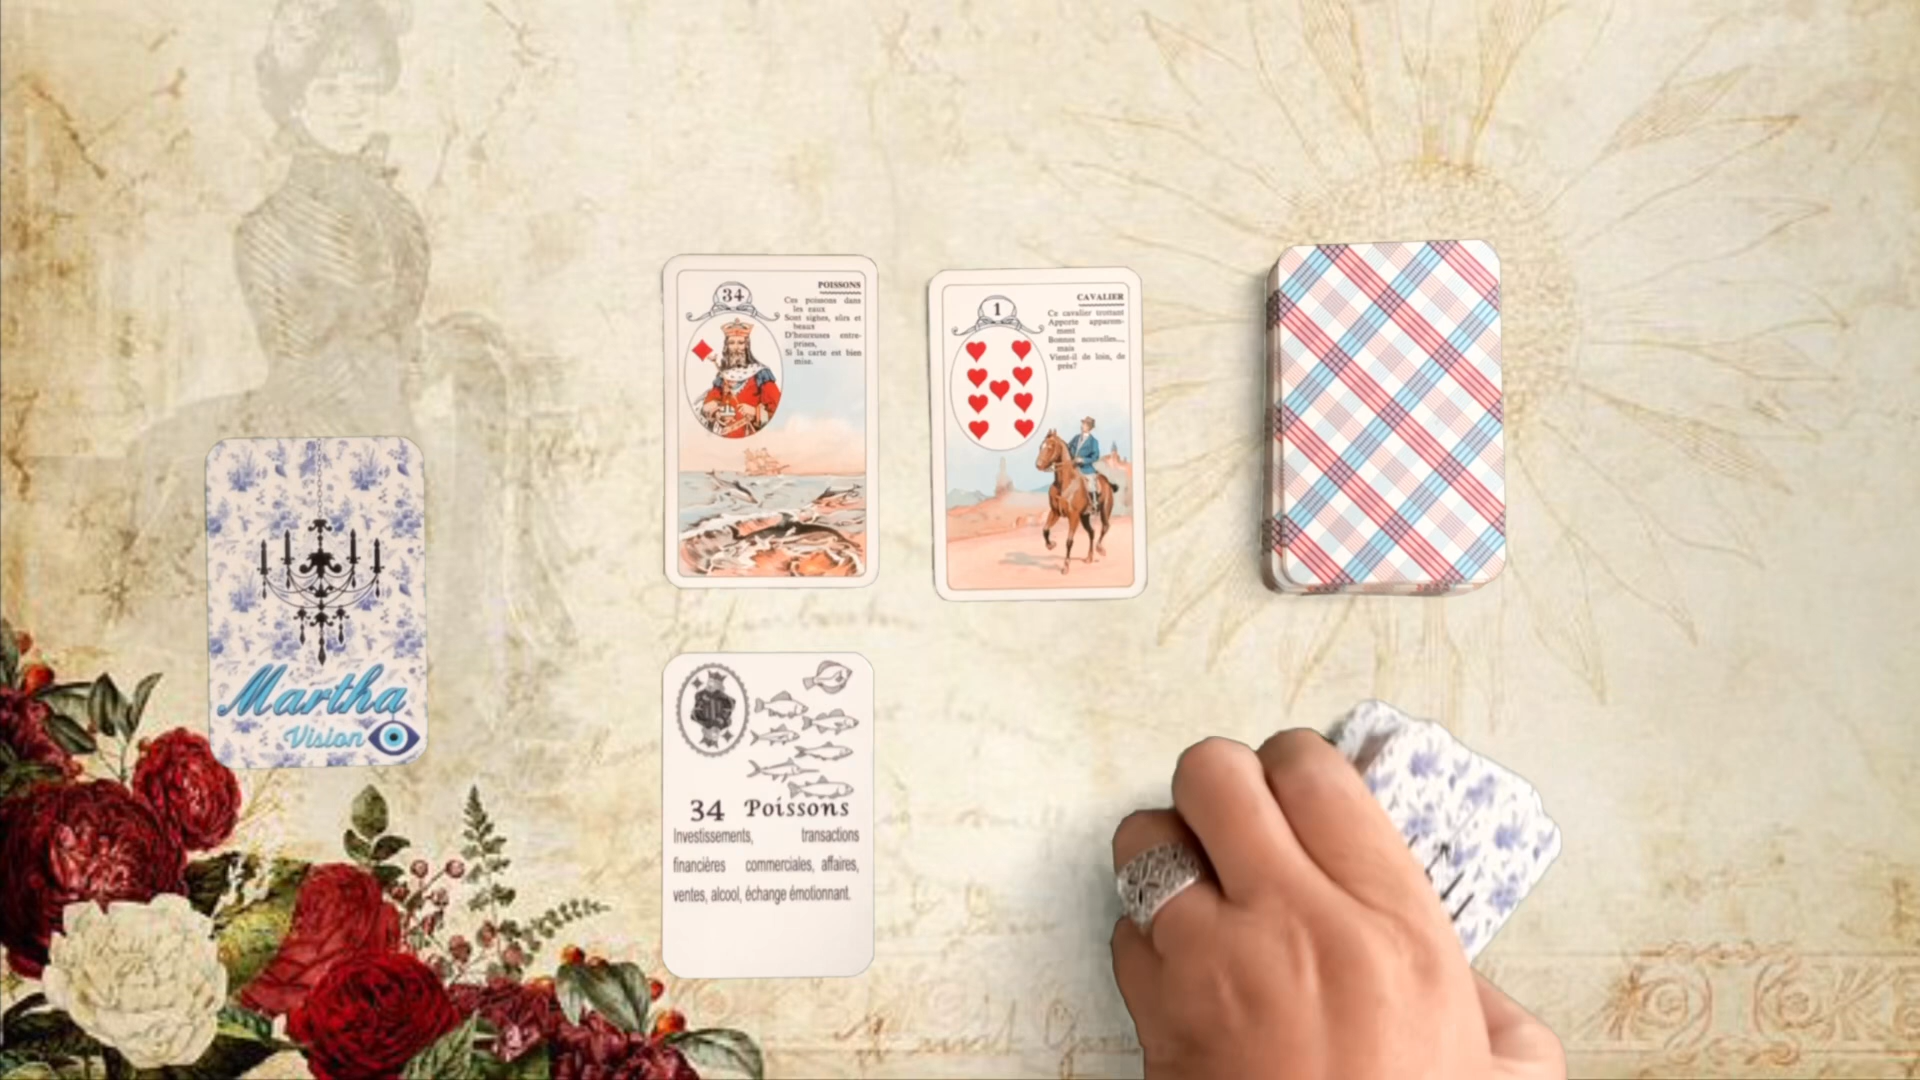 34
POISSONS
Ces poissons dans
les eaux
Sont signes, sûrs et
beaux
D'heureuses entre-
prises,
Si la carte est bien
mise.
1
CAVALIER
Ce cavalier trottant
Apporte apparem-
ment
Bonnes nouvelles..., mais
Vient-il de loin, de
près?
Martha
Vision
34 Poissons
Investissements, transactions
financières commerciales, affaires,
ventes, alcool, échange émotionnant.